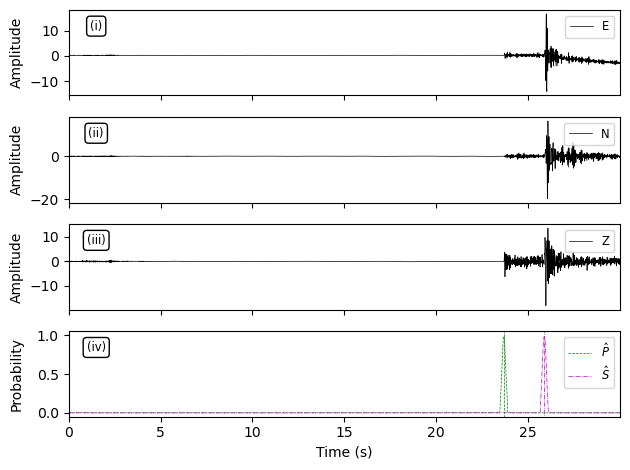 (i)
E
Amplitude
10
0
−10
(ii)
N
Amplitude
0
−20
(iii)
Z
Amplitude
10
0
−10
(iv)
P̂
Ŝ
Probability
1.0
0.5
0.0
0 5 10 15 20 25
Time (s)